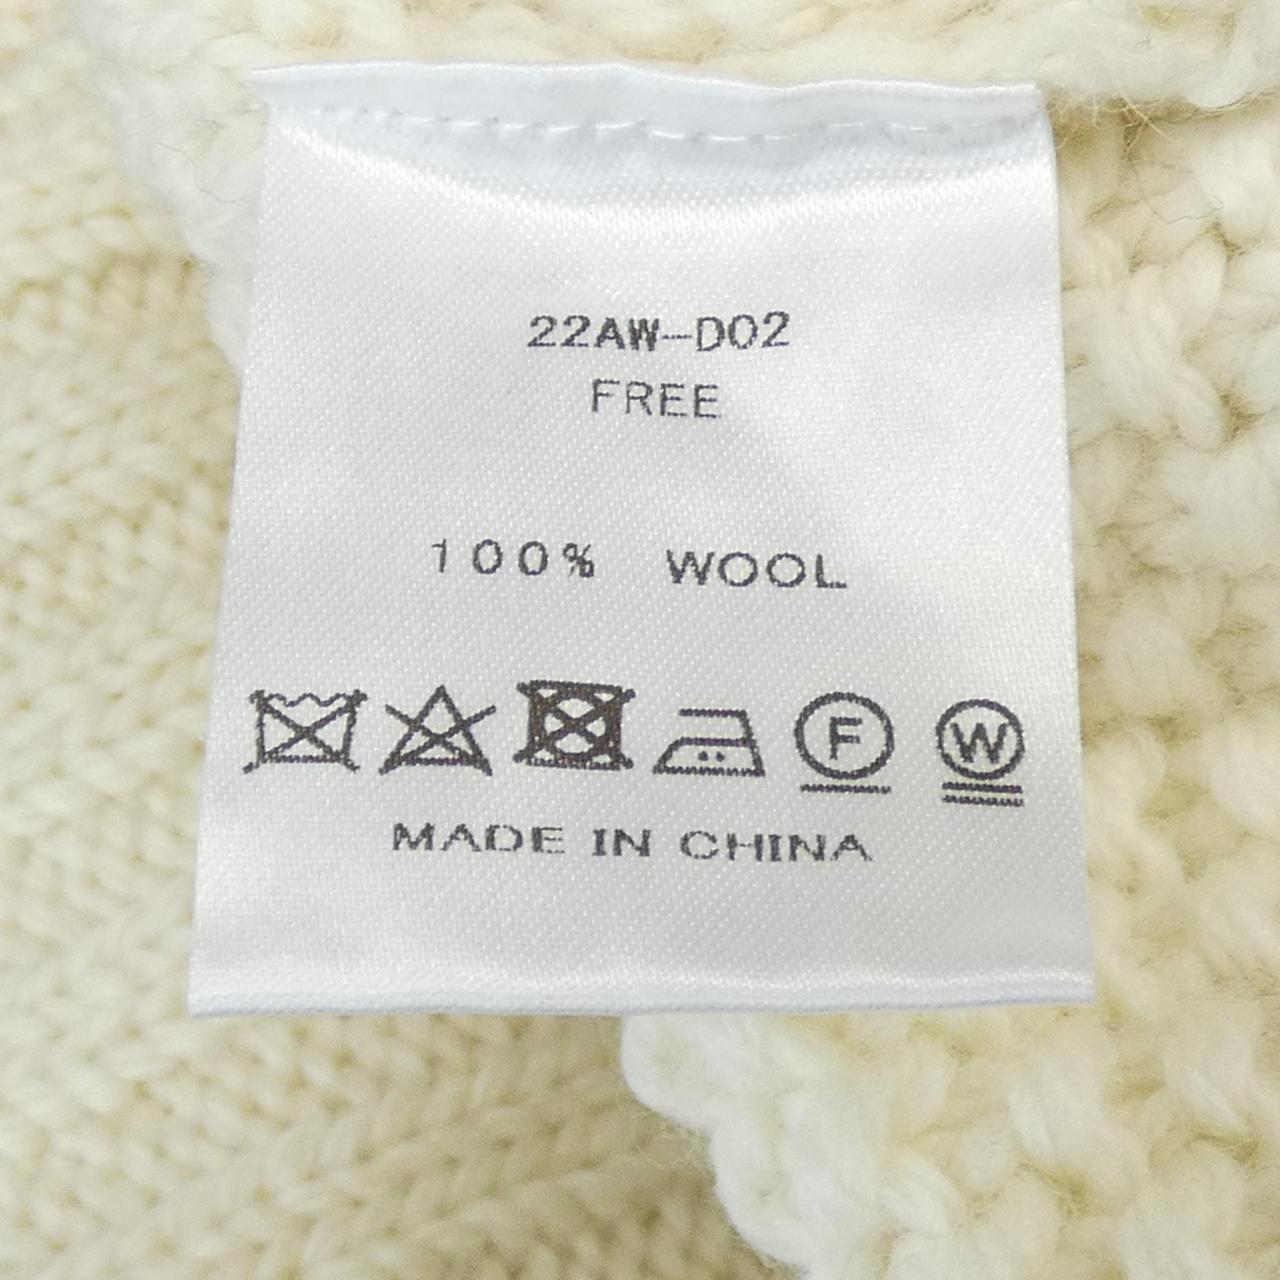 22AW-D02
FREE
100% WOOL
F W
MADE IN CHINA